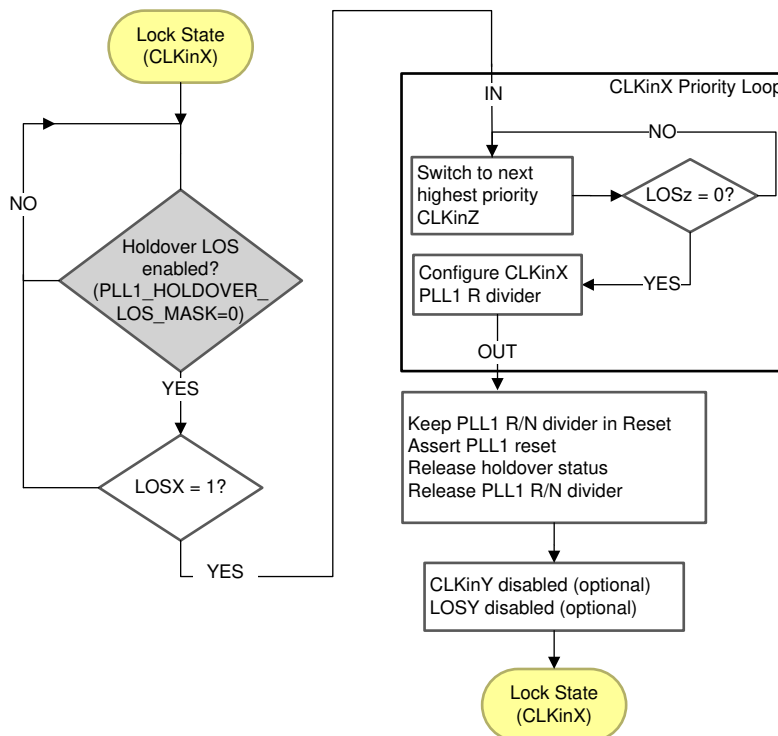 Lock State
(CLKinX)
NO
Holdover LOS
enabled?
(PLL1_HOLDOVER_
LOS_MASK=0)
YES
LOSX = 1?
YES
CLKinX Priority Loop
IN
NO
Switch to next
highest priority
CLKinZ
LOSz = 0?
YES
Configure CLKinX
PLL1 R divider
OUT
Keep PLL1 R/N divider in Reset
Assert PLL1 reset
Release holdover status
Release PLL1 R/N divider
CLKinY disabled (optional)
LOSY disabled (optional)
Lock State
(CLKinX)